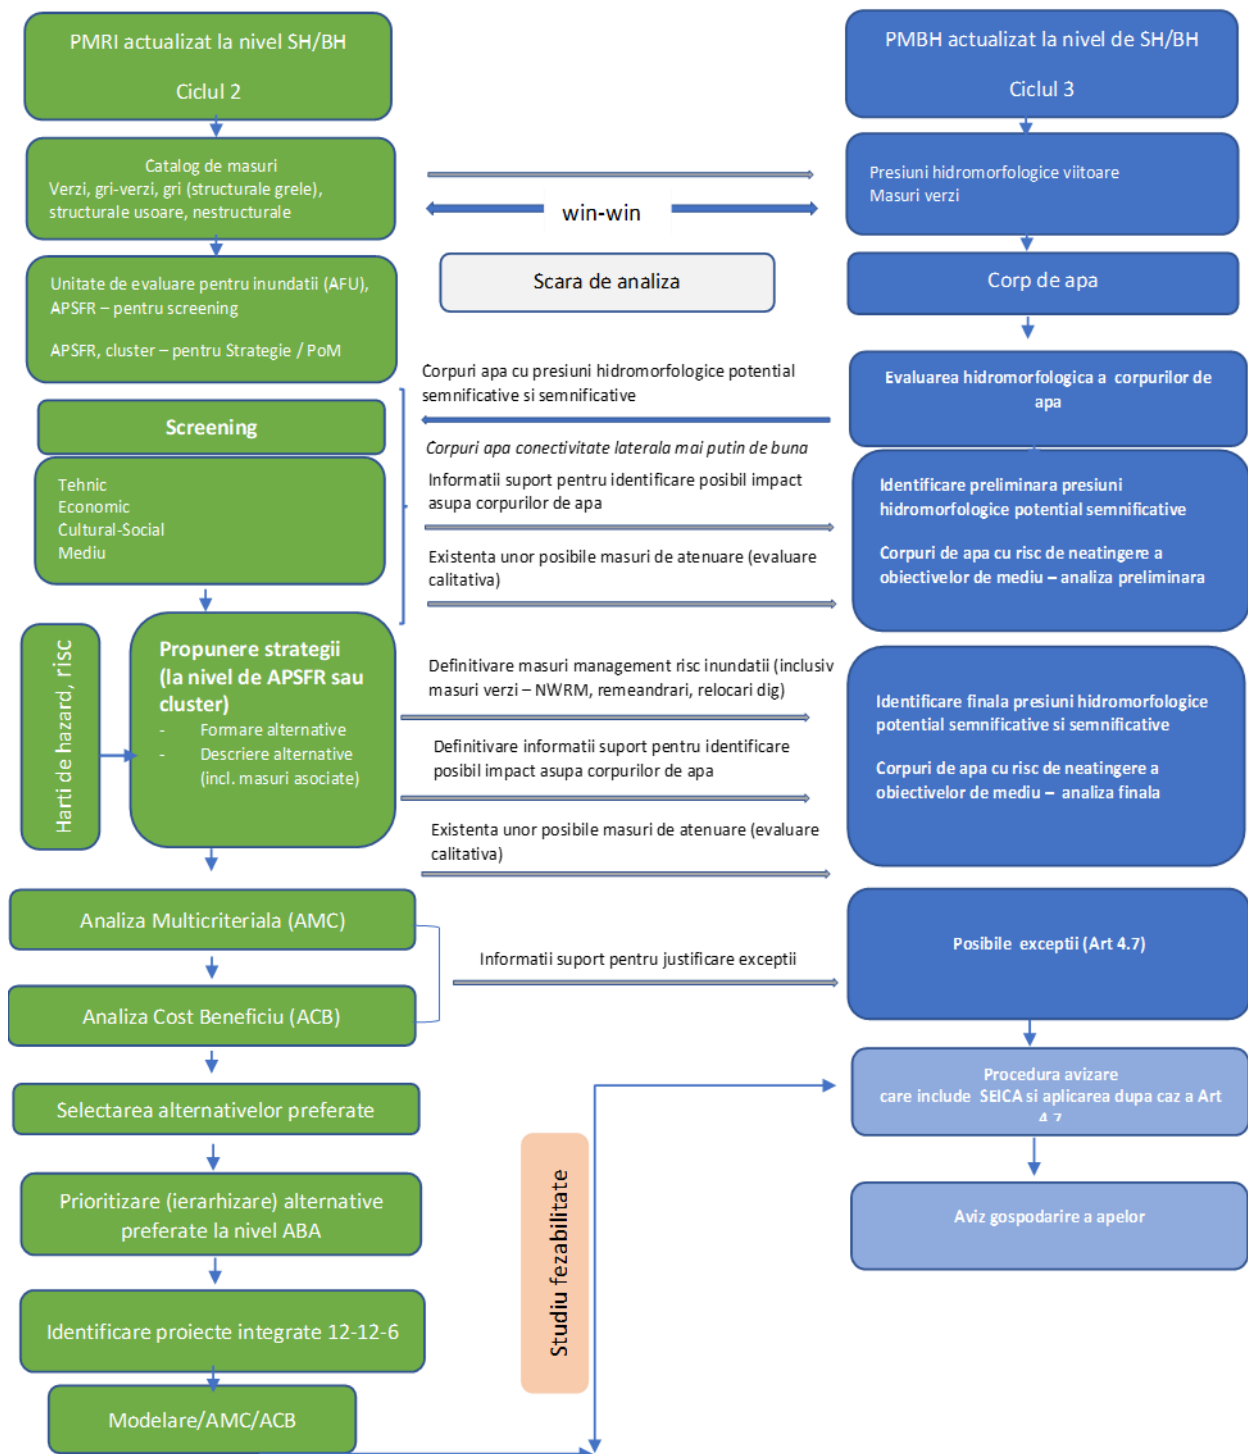 PMRI actualizat la nivel SH/BH
Ciclul 2
PMBH actualizat la nivel de SH/BH
Ciclul 3
Catalog de masuri
Verzi, gri-verzi, gri (structurale grele),
structurale usoare, nestructurale
win-win
Presiuni hidromorfologice viitoare
Masuri verzi
Unitate de evaluare pentru inundatii (AFU),
APSFR – pentru screening
APSFR, cluster – pentru Strategie / PoM
Scara de analiza
Corp de apa
Corpuri apa cu presiuni hidromorfologice potential
semnificative si semnificative
Evaluarea hidromorfologica a corpurilor de
apa
Screening
Corpuri apa conectivitate laterala mai putin de buna
Tehnic
Economic
Cultural-Social
Mediu
Informatii suport pentru identificare posibil impact
asupa corpurilor de apa
Existenta unor posibile masuri de atenuare (evaluare
calitativa)
Identificare preliminara presiuni
hidromorfologice potential semnificative
Corpuri de apa cu risc de neatingere a
obiectivelor de mediu – analiza preliminara
Harti de hazard, risc
Propunere strategii
(la nivel de APSFR sau
cluster)
- Formare alternative
- Descriere alternative
(incl. masuri asociate)
Definitivare masuri management risc inundatii (inclusiv
masuri verzi – NWRM, remeandrari, relocari dig)
Definitivare informatii suport pentru identificare
posibil impact asupa corpurilor de apa
Existenta unor posibile masuri de atenuare (evaluare
calitativa)
Identificare finala presiuni hidromorfologice
potential semnificative si semnificative
Corpuri de apa cu risc de neatingere a
obiectivelor de mediu – analiza finala
Analiza Multicriteriala (AMC)
Informatii suport pentru justificare exceptii
Posibile exceptii (Art 4.7)
Analiza Cost Beneficiu (ACB)
Selectarea alternativelor preferate
Procedura avizare
care include SEICA si aplicarea dupa caz a Art
4.7
Prioritizare (ierarhizare) alternative
preferate la nivel ABA
Aviz gospodarire a apelor
Studiu fezabilitate
Identificare proiecte integrate 12-12-6
Modelare/AMC/ACB